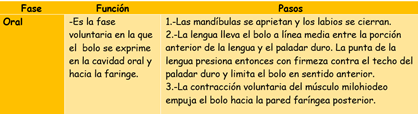 Fase Función Pasos
Oral
-Es la fase
voluntaria en la que
el bolo se exprime
en la cavidad oral y
hacia la faringe.
1.-Las mandíbulas se aprietan y los labios se cierran.
2.-La lengua lleva el bolo a línea media entre la porción
anterior de la lengua y el paladar duro. La punta de la
lengua presiona entonces con firmeza contra el techo del
paladar duro y limita el bolo en sentido anterior.
3.-La contracción voluntaria del músculo milohiodeo
empuja el bolo hacia la pared faríngea posterior.